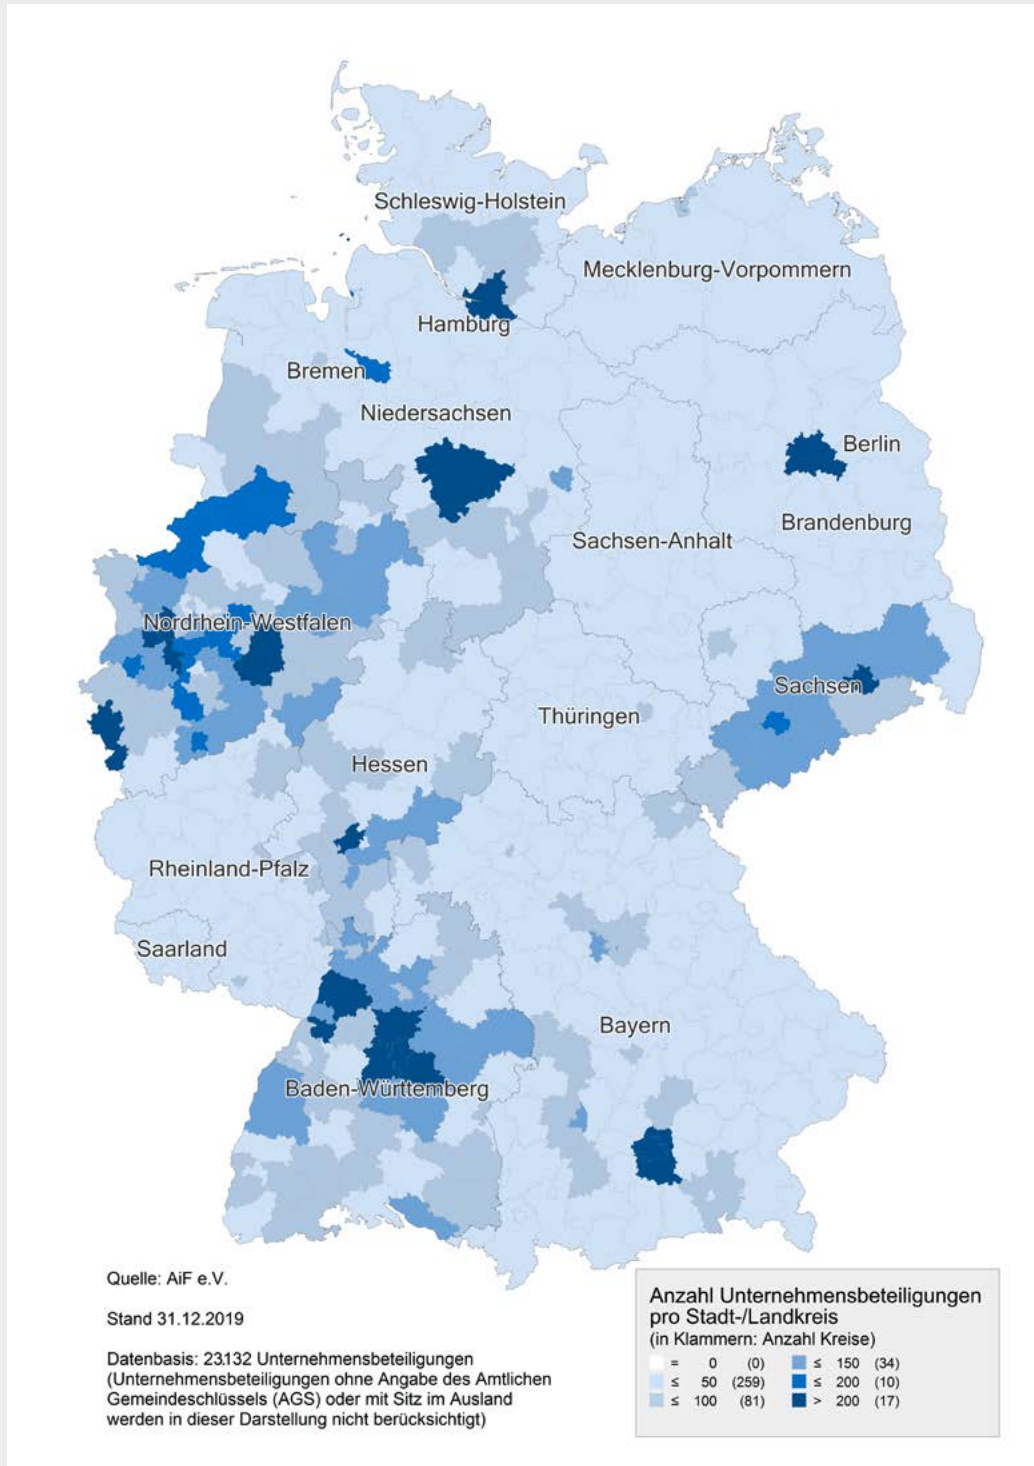 Schleswig-Holstein
Mecklenburg-Vorpommern
Hamburg
Bremen
Niedersachsen
Berlin
Brandenburg
Sachsen-Anhalt
Nordrhein-Westfalen
Sachsen
Thüringen
Hessen
Rheinland-Pfalz
Saarland
Bayern
Baden-Württemberg
Quelle: AiF e.V.
Stand 31.12.2019
Datenbasis: 23.132 Unternehmensbeteiligungen
(Unternehmensbeteiligungen ohne Angabe des Amtlichen
Gemeindeschlüssels (AGS) oder mit Sitz im Ausland
werden in dieser Darstellung nicht berücksichtigt)
Anzahl Unternehmensbeteiligungen
pro Stadt-/Landkreis
(in Klammern: Anzahl Kreise)
= 0 (0) ≤ 150 (34)
≤ 50 (259) ≤ 200 (10)
≤ 100 (81) > 200 (17)